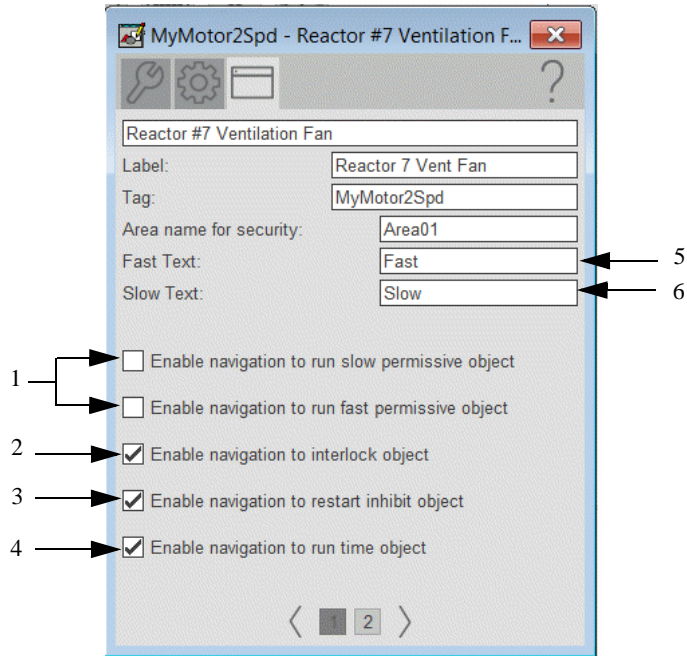 MyMotor2Spd - Reactor #7 Ventilation F...
?
Reactor #7 Ventilation Fan
Label: Reactor 7 Vent Fan
Tag: MyMotor2Spd
Area name for security: Area01
Fast Text: Fast 5
Slow Text: Slow 6
1 Enable navigation to run slow permissive object
Enable navigation to run fast permissive object
2 Enable navigation to interlock object
3 Enable navigation to restart inhibit object
4 Enable navigation to run time object
1 2